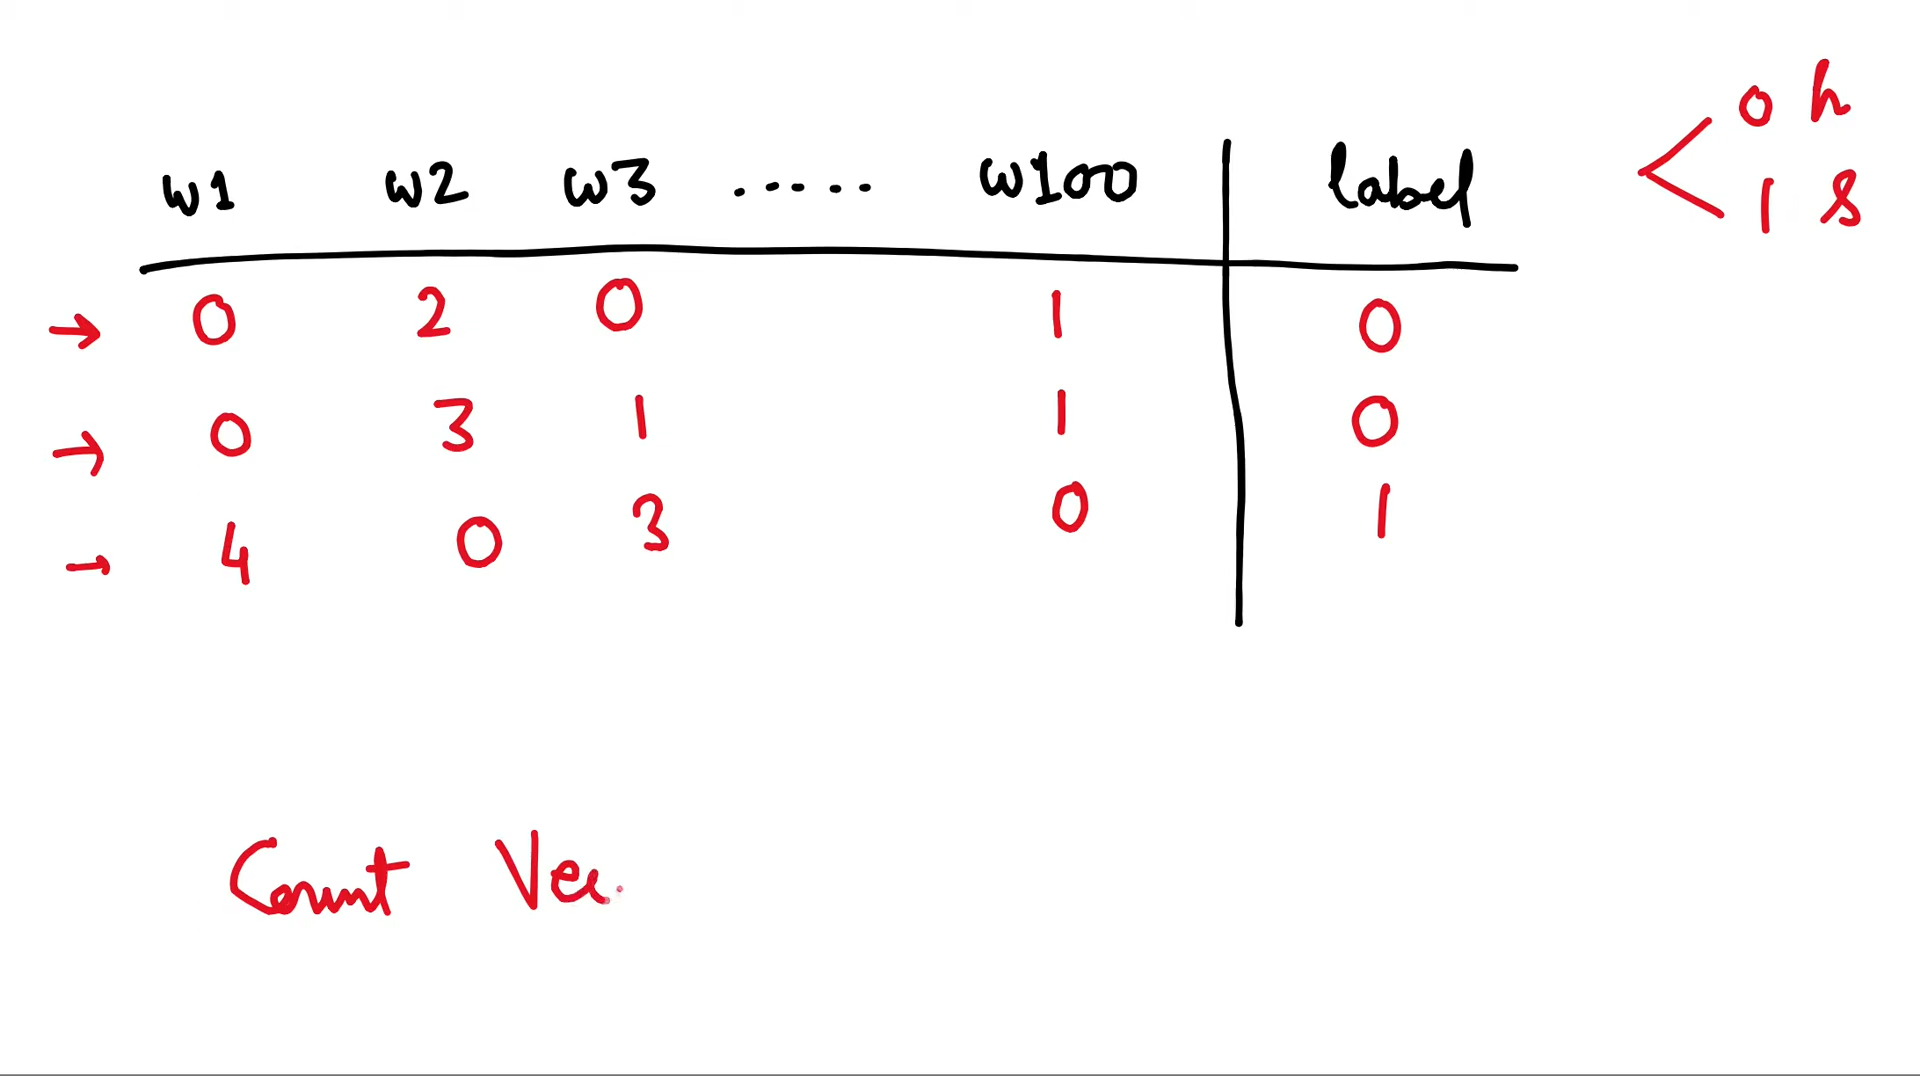 w1 w2 w3 ..... w100 label
0 h
1 s
→ 0 2 0 1 0
→ 0 3 1 1 0
→ 4 0 3 0 1
Count Vec